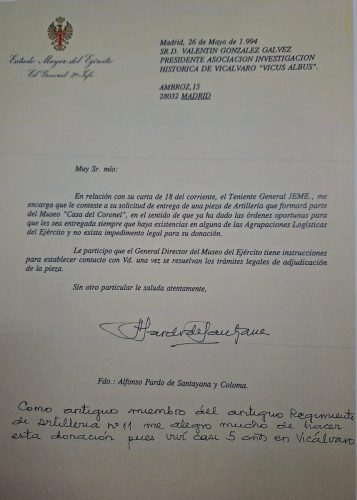 Estado Mayor del Ejército
El General 2º Jefe
Madrid, 26 de Mayo de 1.994
SR.D. VALENTIN GONZALEZ GALVEZ
PRESIDENTE ASOCIACION INVESTIGACION
HISTORICA DE VICALVARO "VICUS ALBUS".
AMBROZ,15
28032 MADRID
Muy Sr. mío:
En relación con su carta de 18 del corriente, el Teniente General JEME., me
encarga que le conteste a su solicitud de entrega de una pieza de Artillería que formará parte
del Museo "Casa del Coronel", en el sentido de que ya ha dado las órdenes oportunas para
que les sea entregada siempre que haya existencias en alguna de las Agrupaciones Logísticas
del Ejército y no exista impedimento legal para su donación.
Le participo que el General Director del Museo del Ejército tiene instrucciones
para establecer contacto con Vd. una vez se resuelvan los trámites legales de adjudicación
de la pieza.
Sin otro particular le saluda atentamente,
Fdo.: Alfonso Pardo de Santayana y Coloma.
Como antiguo miembro del antiguo Regimiento
de Artillería nº 11 me alegro mucho de hacer
esta donación pues viví casi 5 años en Vicálvaro